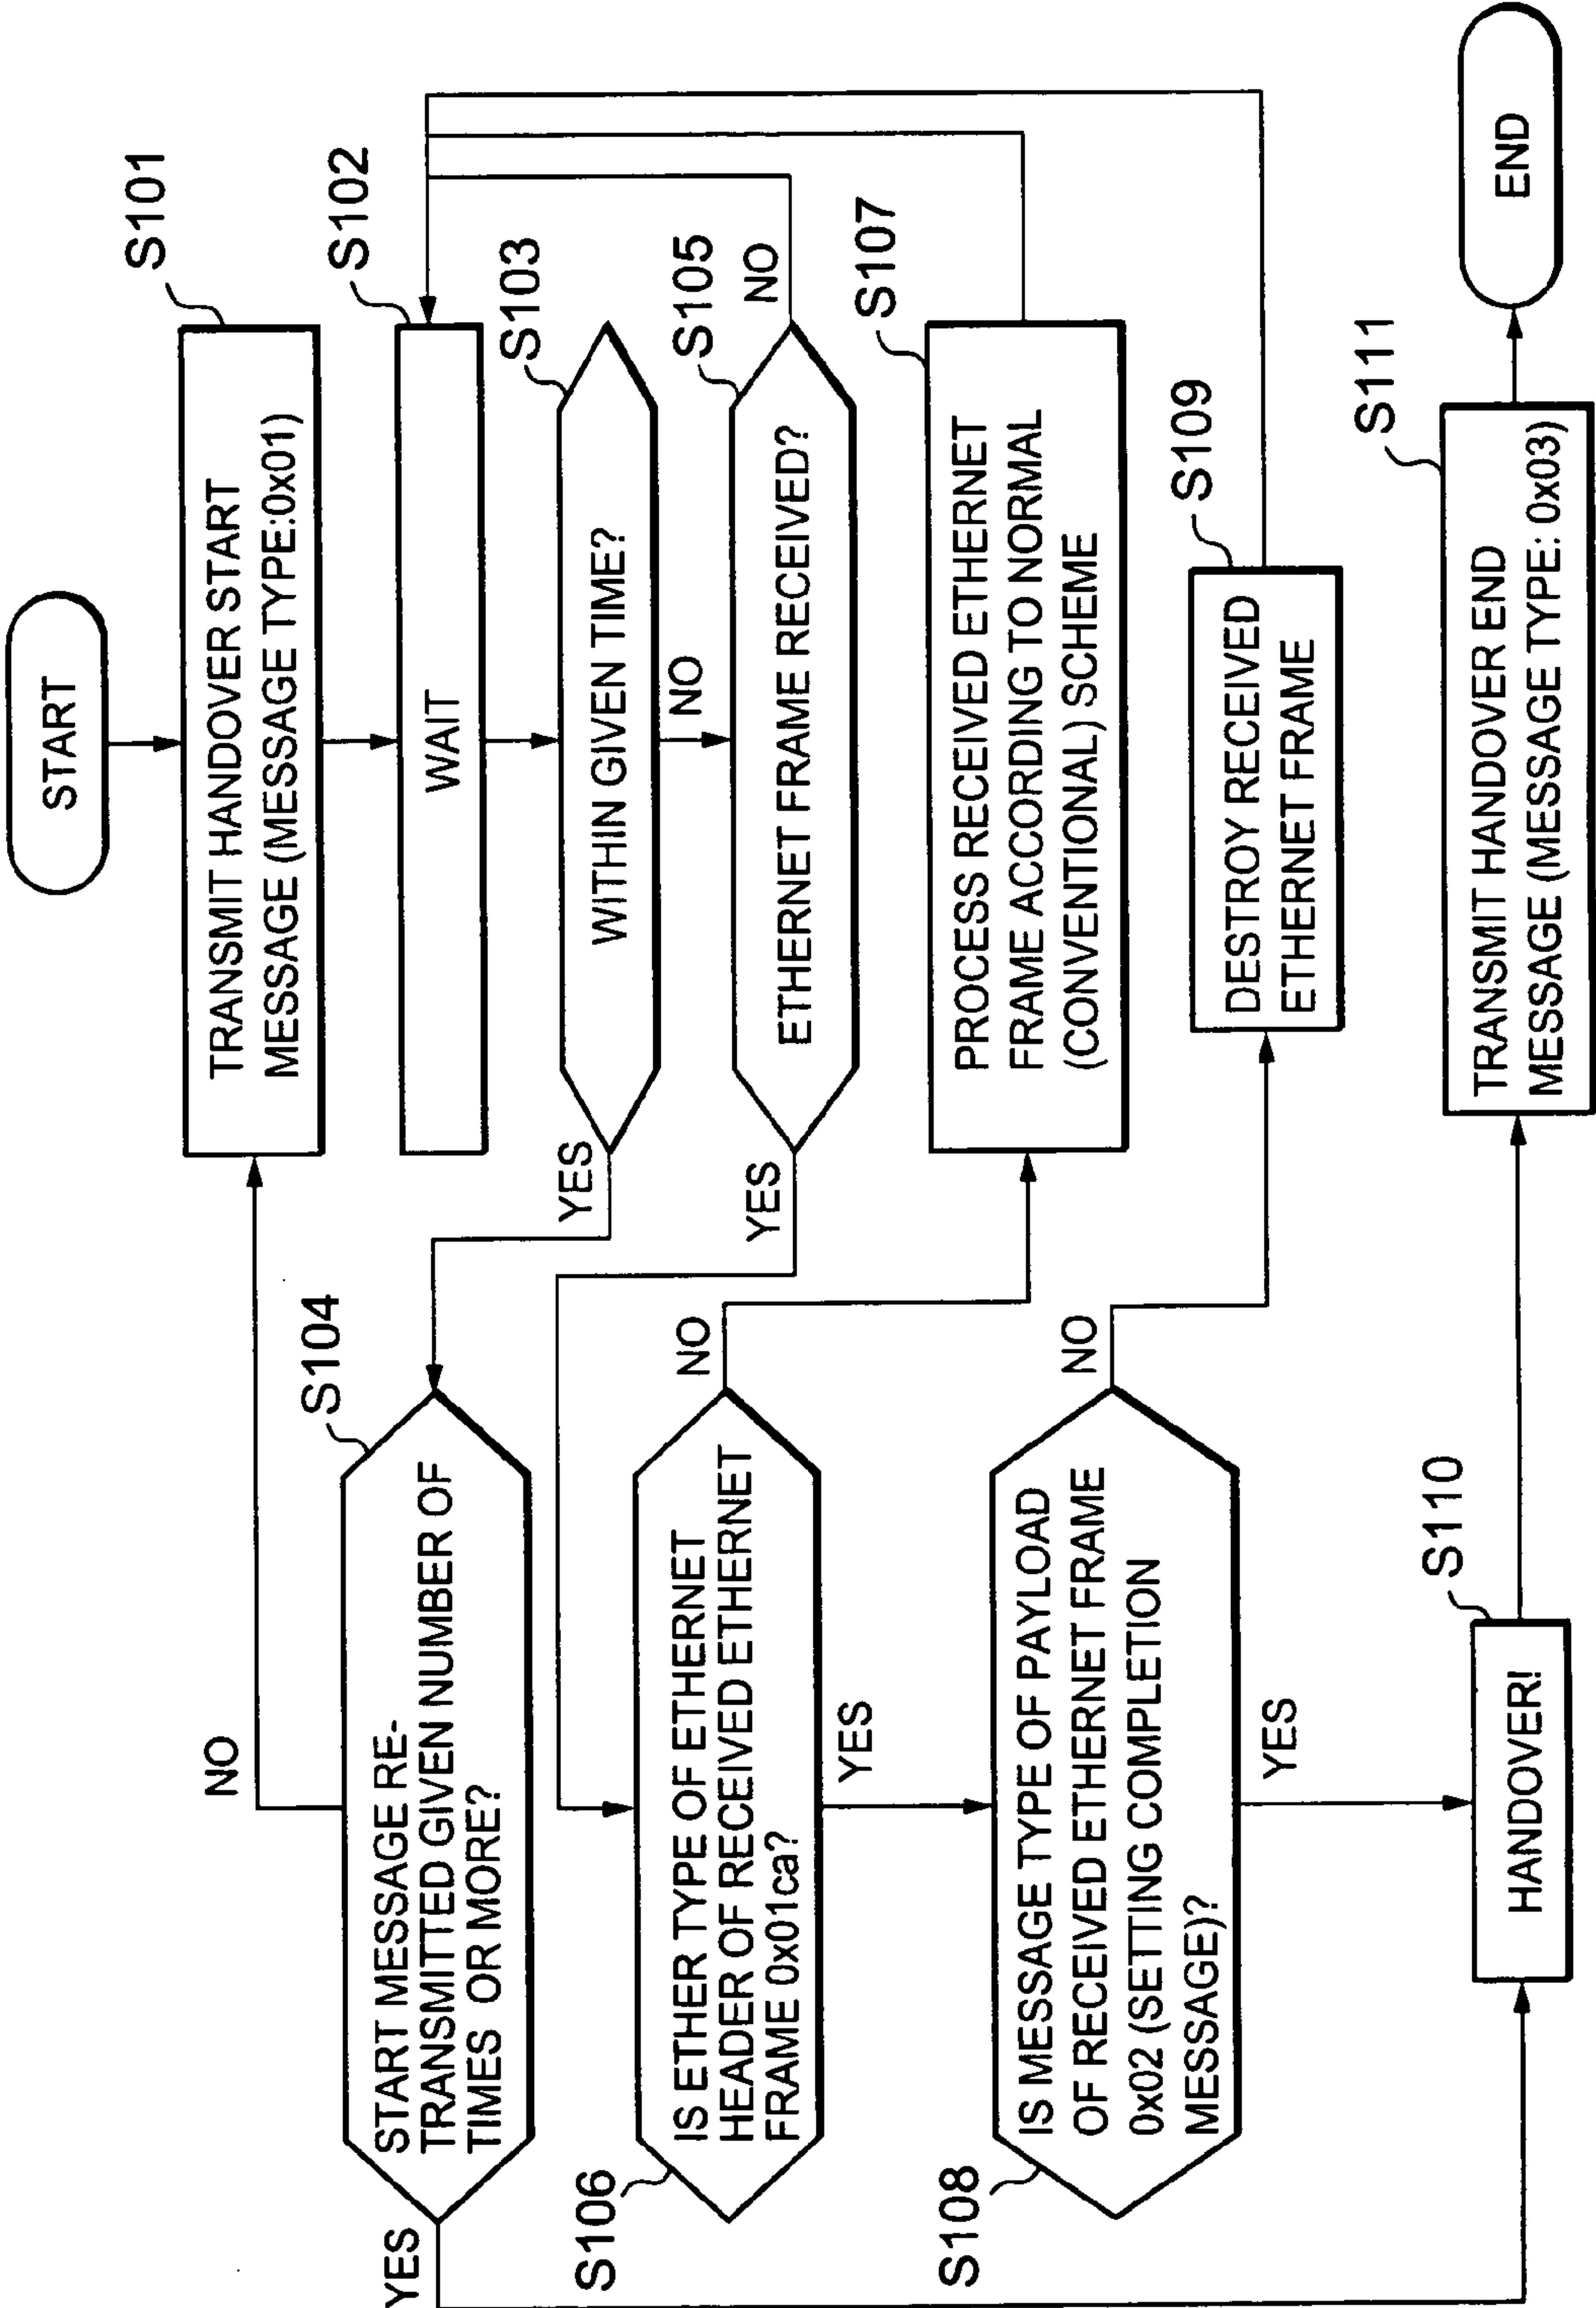 START
S101
TRANSMIT HANDOVER START
MESSAGE (MESSAGE TYPE:0x01)
S102
WAIT
S103
WITHIN GIVEN TIME?
YES
NO
S104
START MESSAGE RE-
TRANSMITTED GIVEN NUMBER OF
TIMES OR MORE?
NO
YES
S105
ETHERNET FRAME RECEIVED?
NO
YES
S106
IS ETHER TYPE OF ETHERNET
HEADER OF RECEIVED ETHERNET
FRAME 0x01ca?
NO
YES
S107
PROCESS RECEIVED ETHERNET
FRAME ACCORDING TO NORMAL
(CONVENTIONAL) SCHEME
S108
IS MESSAGE TYPE OF PAYLOAD
OF RECEIVED ETHERNET FRAME
0x02 (SETTING COMPLETION
MESSAGE)?
NO
YES
S109
DESTROY RECEIVED
ETHERNET FRAME
S110
HANDOVER!
S111
TRANSMIT HANDOVER END
MESSAGE (MESSAGE TYPE: 0x03)
END